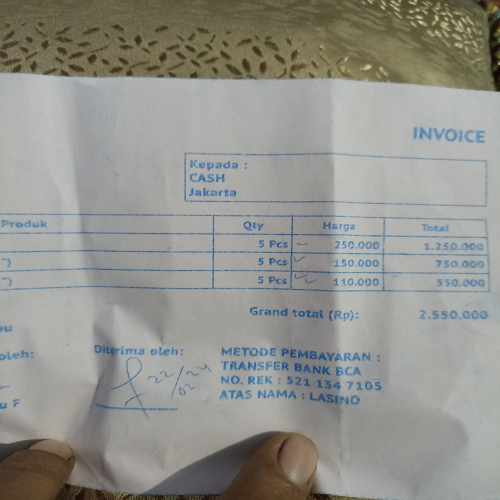 INVOICE
Kepada :
CASH
Jakarta
Produk Qty Harga Total
5 Pcs 250.000 1.250.000
") 5 Pcs 150.000 750.000
") 5 Pcs 110.000 550.000
Grand total (Rp): 2.550.000
ou
oleh: Diterima oleh:
22/02 24
u F
METODE PEMBAYARAN :
TRANSFER BANK BCA
NO. REK : 521 134 7105
ATAS NAMA : LASINO